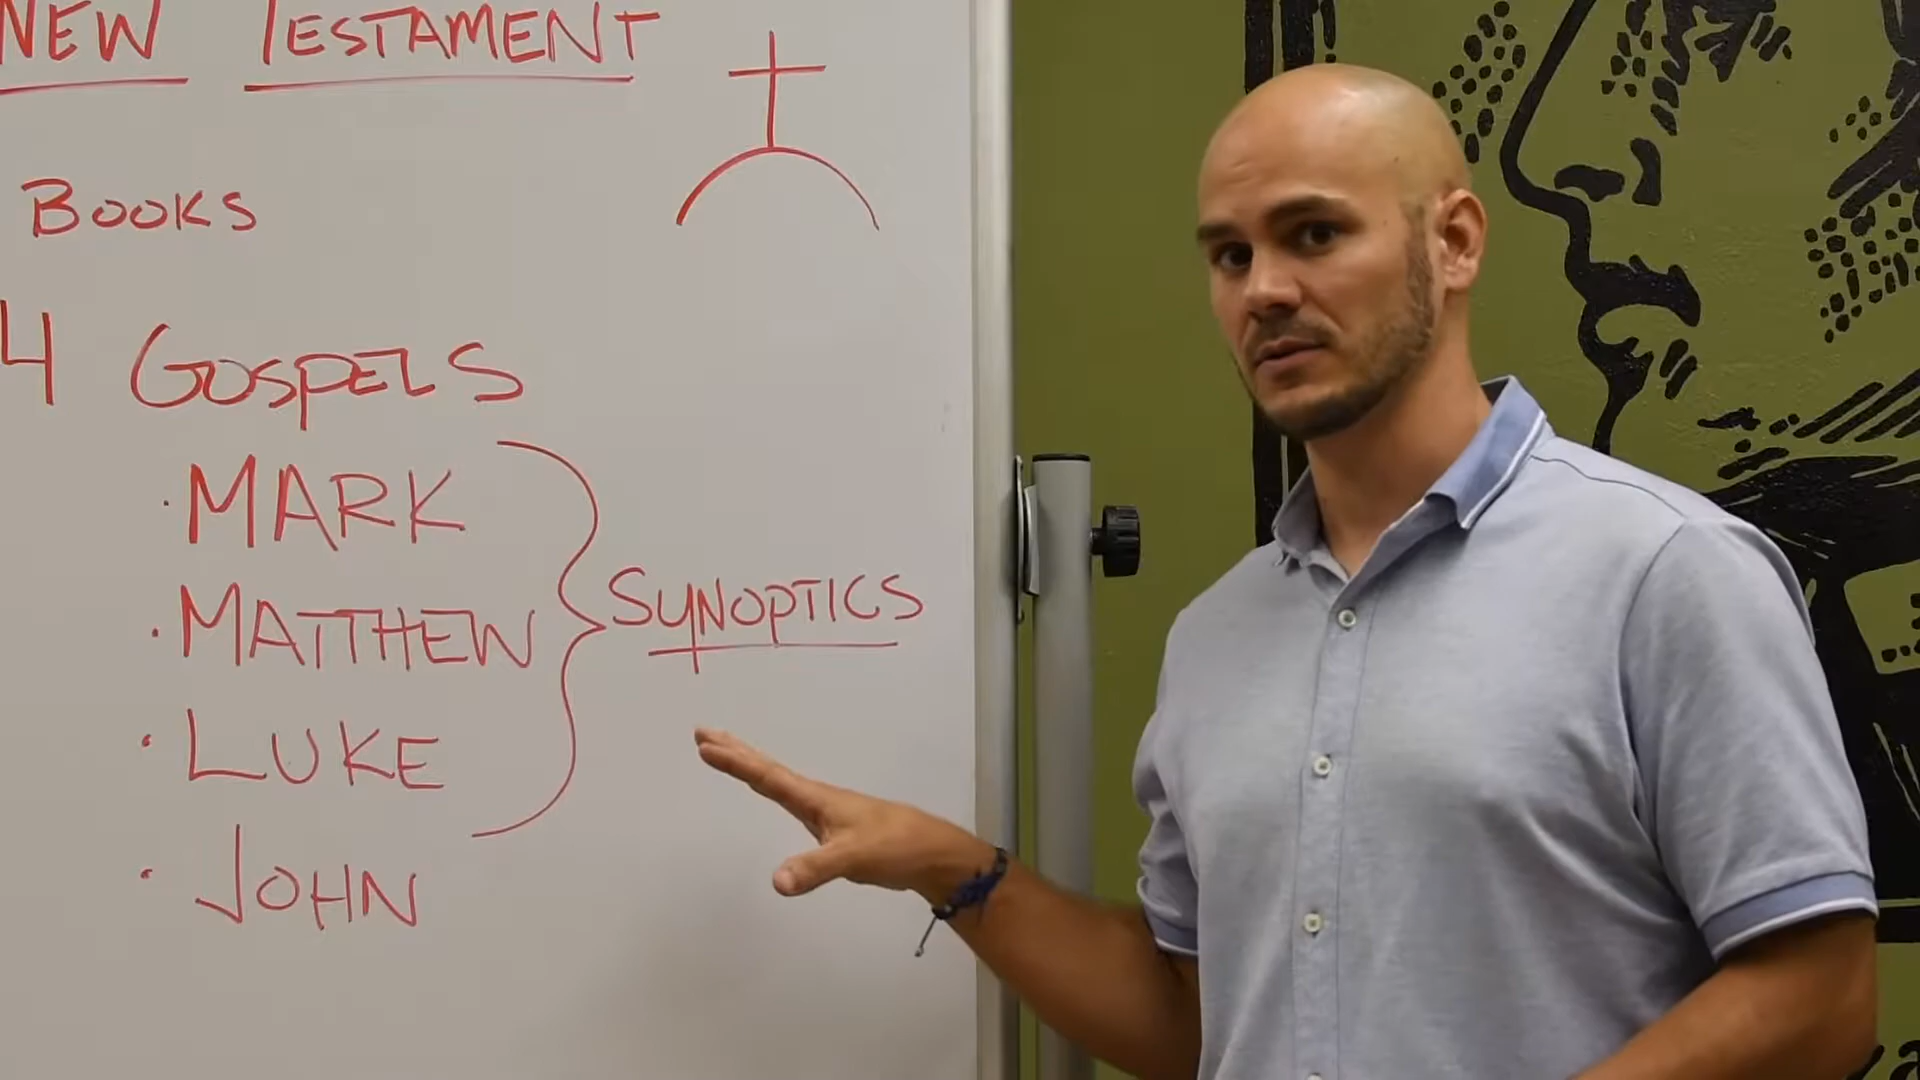 NEW TESTAMENT
BOOKS
4 GOSPELS
· MARK
· MATTHEW
SYNOPTICS
· LUKE
· JOHN